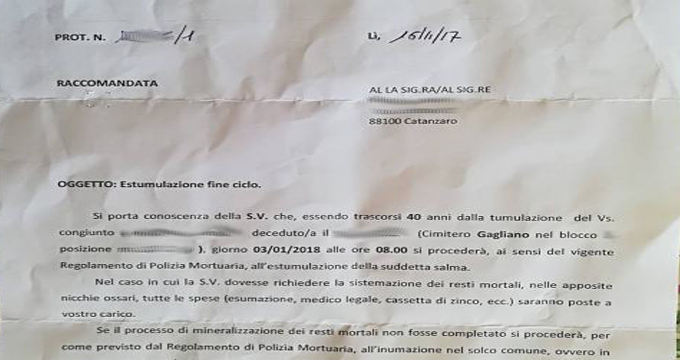 PROT. N. /1
Lì, 16/11/17
RACCOMANDATA
AL LA SIG.RA/AL SIG.RE
88100 Catanzaro
OGGETTO: Estumulazione fine ciclo.
Si porta conoscenza della S.V. che, essendo trascorsi 40 anni dalla tumulazione del Vs.
congiunto deceduto/a il (Cimitero Gagliano nel blocco
posizione ), giorno 03/01/2018 alle ore 08.00 si procederà, ai sensi del vigente
Regolamento di Polizia Mortuaria, all'estumulazione della suddetta salma.
Nel caso in cui la S.V. dovesse richiedere la sistemazione dei resti mortali, nelle apposite
nicchie ossari, tutte le spese (esumazione, medico legale, cassetta di zinco, ecc.) saranno poste a
vostro carico.
Se il processo di mineralizzazione dei resti mortali non fosse completato si procederà, per
come previsto dal Regolamento di Polizia Mortuaria, all'inumazione nel solco comune, ovvero in